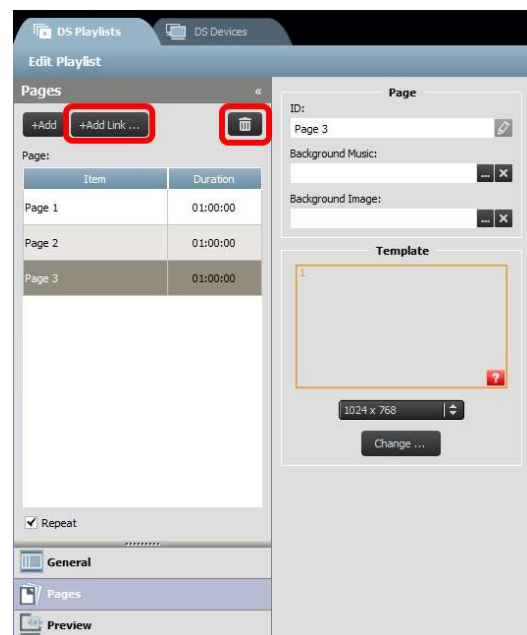 DS Playlists DS Devices
Edit Playlist
Pages «
+Add +Add Link ...
Page:
Item Duration
Page 1 01:00:00
Page 2 01:00:00
Page 3 01:00:00
Repeat
General
Pages
Preview
Page
ID:
Page 3
Background Music:
...
Background Image:
...
Template
1
?
1024 x 768
Change ...